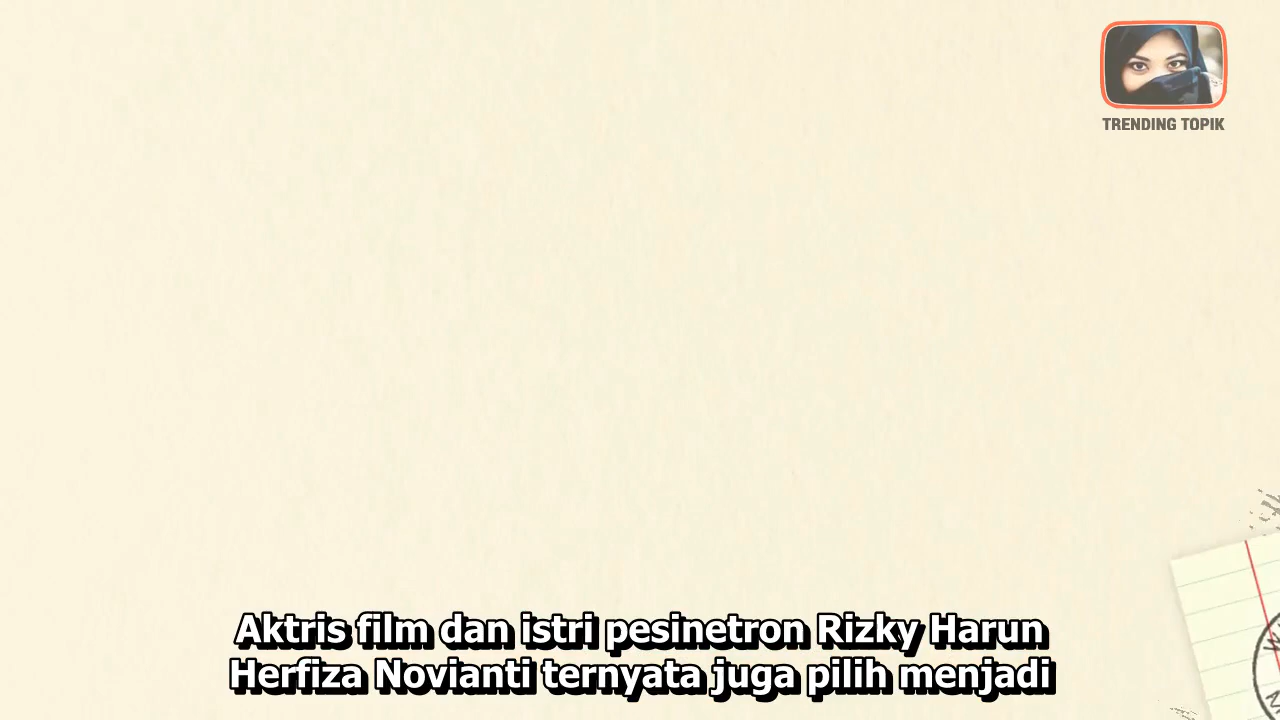 TRENDING TOPIK
Aktris film dan istri pesinetron Rizky Harun
Herfiza Novianti ternyata juga pilih menjadi